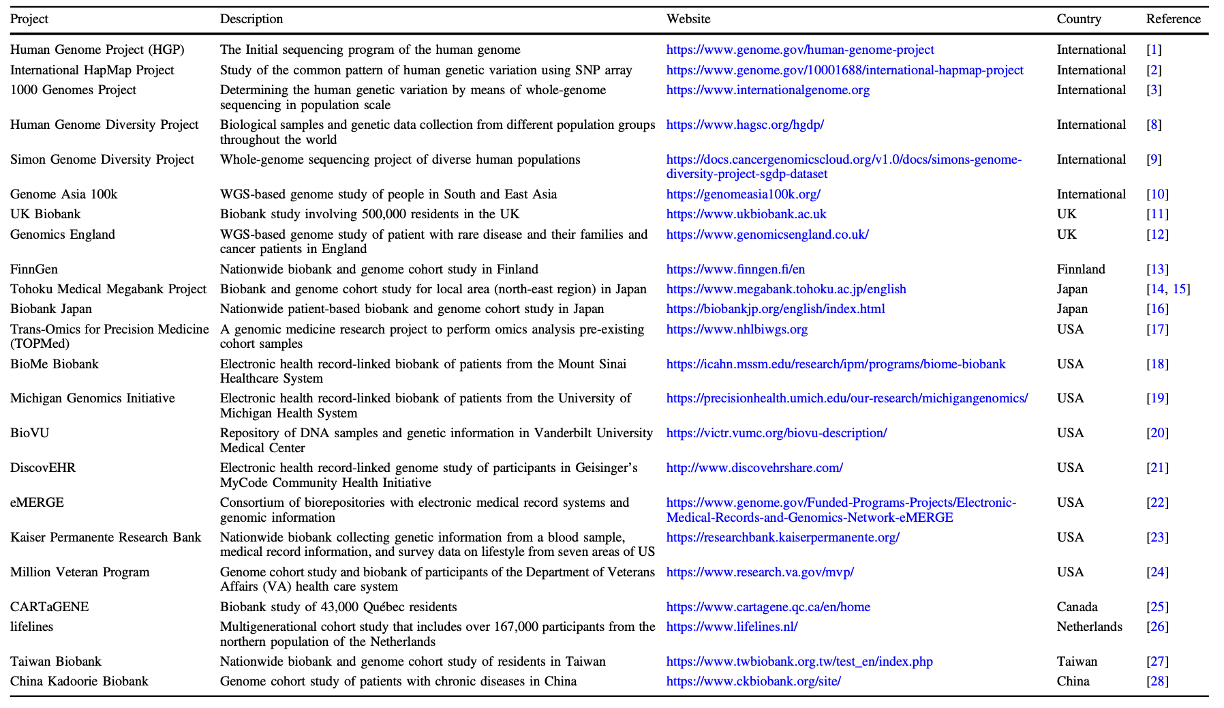 Project Description Website Country Reference
Human Genome Project (HGP) The Initial sequencing program of the human genome https://www.genome.gov/human-genome-project International [1]
International HapMap Project Study of the common pattern of human genetic variation using SNP array https://www.genome.gov/10001688/international-hapmap-project International [2]
1000 Genomes Project Determining the human genetic variation by means of whole-genome https://www.internationalgenome.org International [3]
sequencing in population scale
Human Genome Diversity Project Biological samples and genetic data collection from different population groups https://www.hagsc.org/hgdp/ International [8]
throughout the world
Simon Genome Diversity Project Whole-genome sequencing project of diverse human populations https://docs.cancergenomicscloud.org/v1.0/docs/simons-genome- International [9]
diversity-project-sgdp-dataset
Genome Asia 100k WGS-based genome study of people in South and East Asia https://genomeasia100k.org/ International [10]
UK Biobank Biobank study involving 500,000 residents in the UK https://www.ukbiobank.ac.uk UK [11]
Genomics England WGS-based genome study of patient with rare disease and their families and https://www.genomicsengland.co.uk/ UK [12]
cancer patients in England
FinnGen Nationwide biobank and genome cohort study in Finland https://www.finngen.fi/en Finnland [13]
Tohoku Medical Megabank Project Biobank and genome cohort study for local area (north-east region) in Japan https://www.megabank.tohoku.ac.jp/english Japan [14, 15]
Biobank Japan Nationwide patient-based biobank and genome cohort study in Japan https://biobankjp.org/english/index.html Japan [16]
Trans-Omics for Precision Medicine A genomic medicine research project to perform omics analysis pre-existing https://www.nhlbiwgs.org USA [17]
(TOPMed) cohort samples
BioMe Biobank Electronic health record-linked biobank of patients from the Mount Sinai https://icahn.mssm.edu/research/ipm/programs/biome-biobank USA [18]
Healthcare System
Michigan Genomics Initiative Electronic health record-linked biobank of patients from the University of https://precisionhealth.umich.edu/our-research/michigangenomics/ USA [19]
Michigan Health System
BioVU Repository of DNA samples and genetic information in Vanderbilt University https://victr.vumc.org/biovu-description/ USA [20]
Medical Center
DiscovEHR Electronic health record-linked genome study of participants in Geisinger's http://www.discovehrshare.com/ USA [21]
MyCode Community Health Initiative
eMERGE Consortium of biorepositories with electronic medical record systems and https://www.genome.gov/Funded-Programs-Projects/Electronic- USA [22]
genomic information Medical-Records-and-Genomics-Network-eMERGE
Kaiser Permanente Research Bank Nationwide biobank collecting genetic information from a blood sample, https://researchbank.kaiserpermanente.org/ USA [23]
medical record information, and survey data on lifestyle from seven areas of US
Million Veteran Program Genome cohort study and biobank of participants of the Department of Veterans https://www.research.va.gov/mvp/ USA [24]
Affairs (VA) health care system
CARTaGENE Biobank study of 43,000 Québec residents https://www.cartagene.qc.ca/en/home Canada [25]
lifelines Multigenerational cohort study that includes over 167,000 participants from the https://www.lifelines.nl/ Netherlands [26]
northern population of the Netherlands
Taiwan Biobank Nationwide biobank and genome cohort study of residents in Taiwan https://www.twbiobank.org.tw/test_en/index.php Taiwan [27]
China Kadoorie Biobank Genome cohort study of patients with chronic diseases in China https://www.ckbiobank.org/site/ China [28]